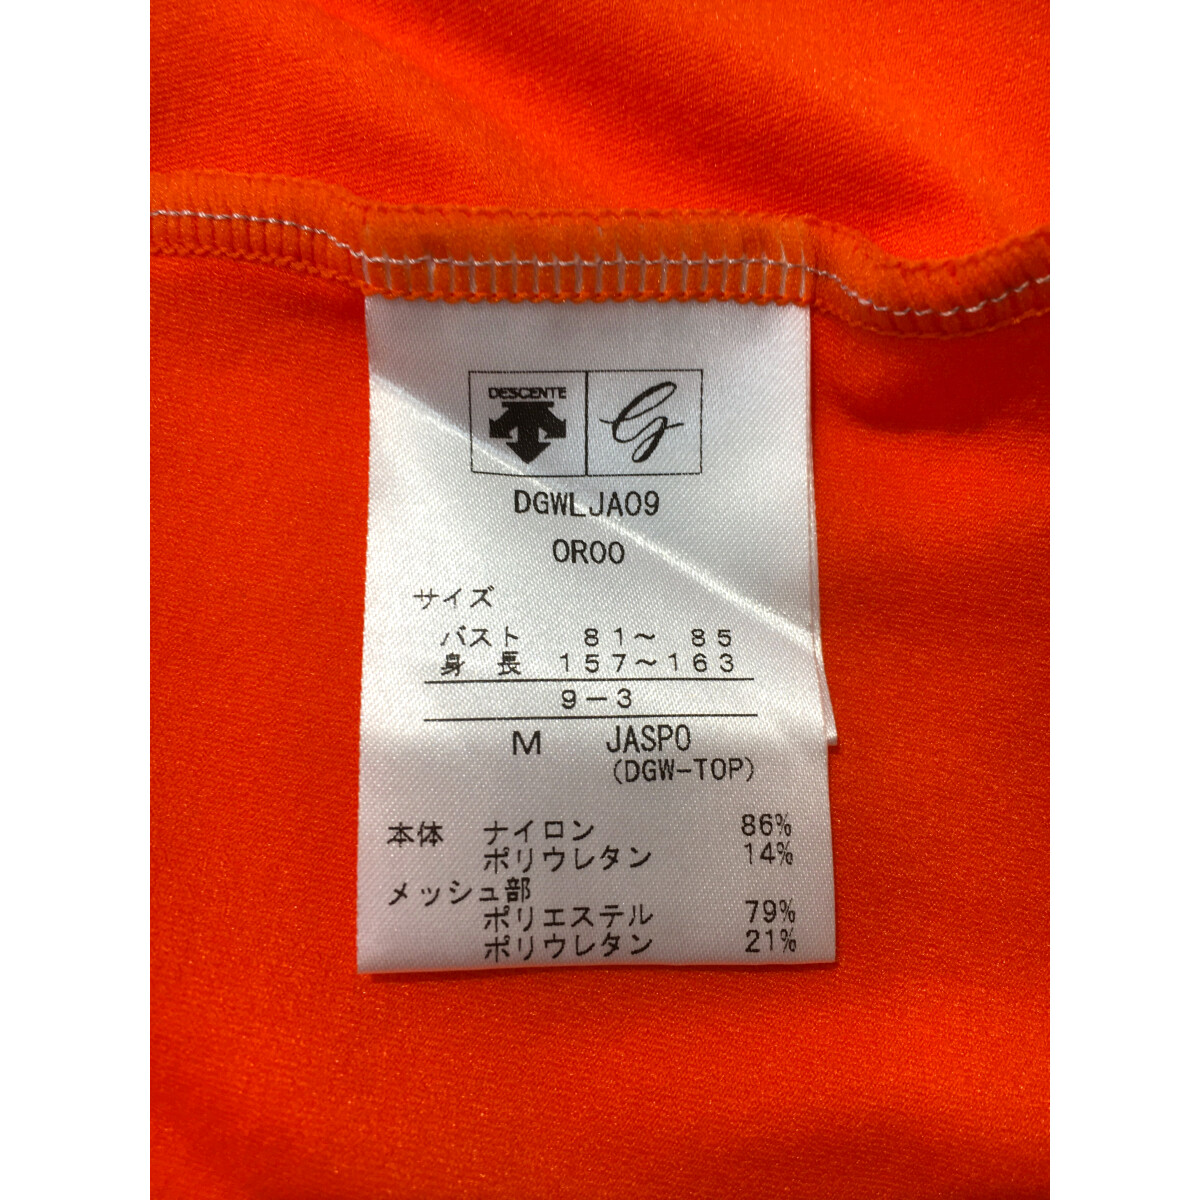 DESCENTE G
DGWLJA09
OR00
サイズ
バスト 81～ 85
身 長 157～163
9－3
M JASPO
(DGW-TOP)
本体 ナイロン 86%
ポリウレタン 14%
メッシュ部
ポリエステル 79%
ポリウレタン 21%